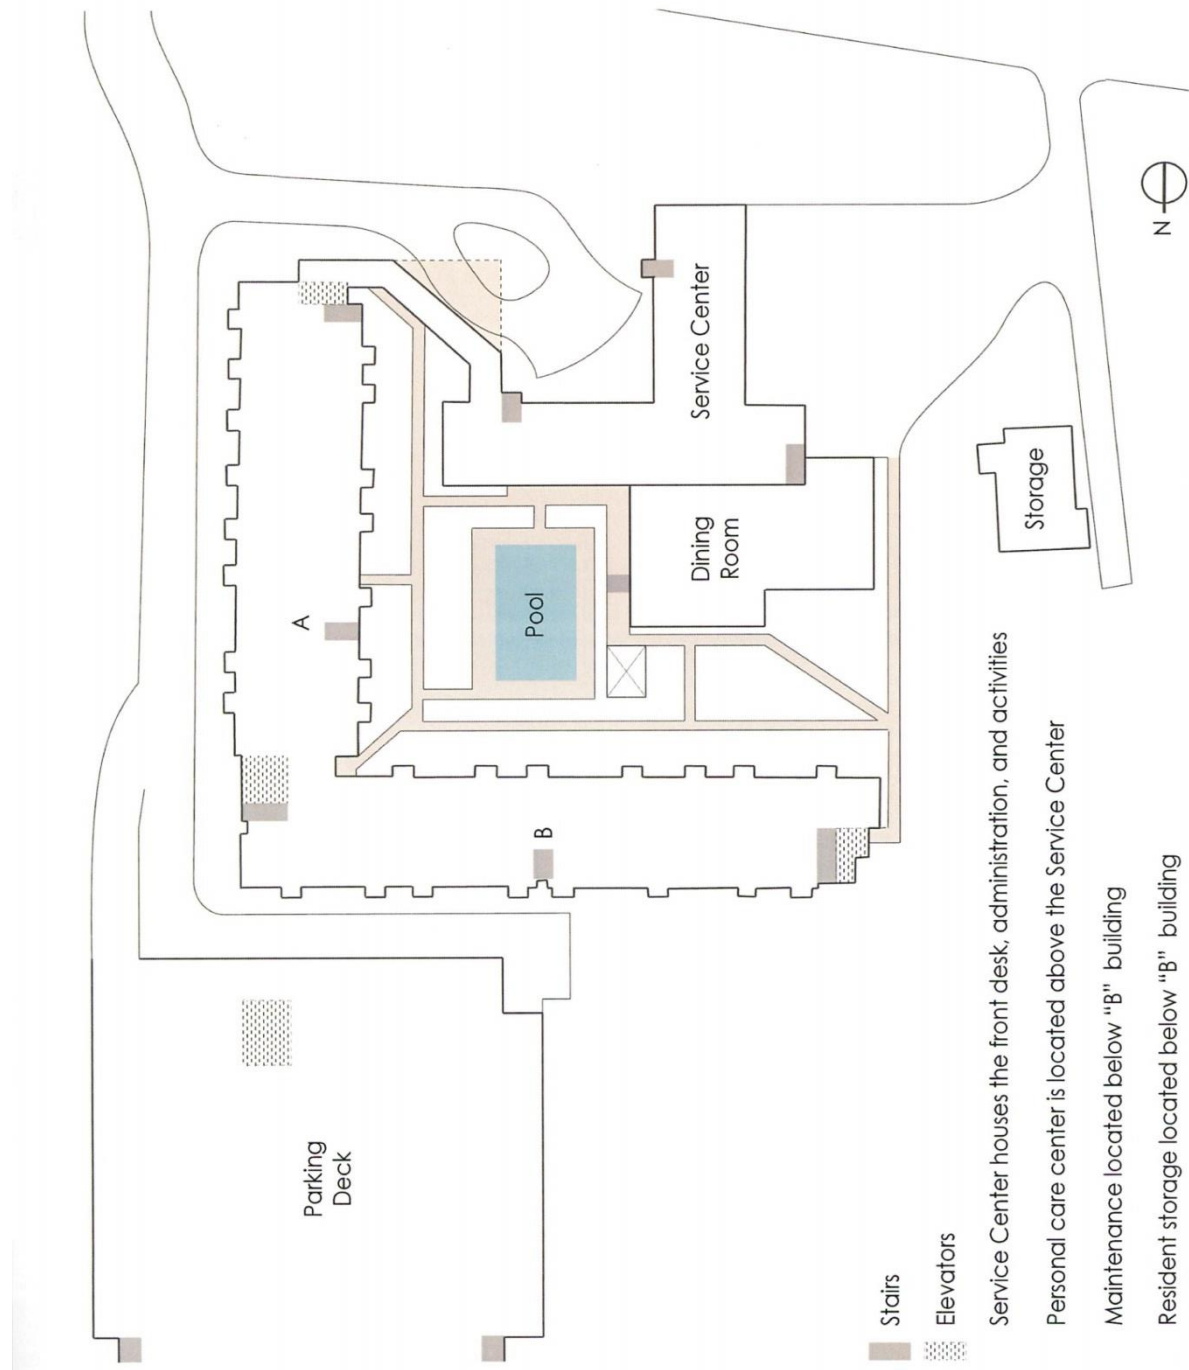 A
Parking
Deck
B
Pool
Dining
Room
Service Center
Storage
N
Stairs
Elevators
Service Center houses the front desk, administration, and activities
Personal care center is located above the Service Center
Maintenance located below "B" building
Resident storage located below "B" building